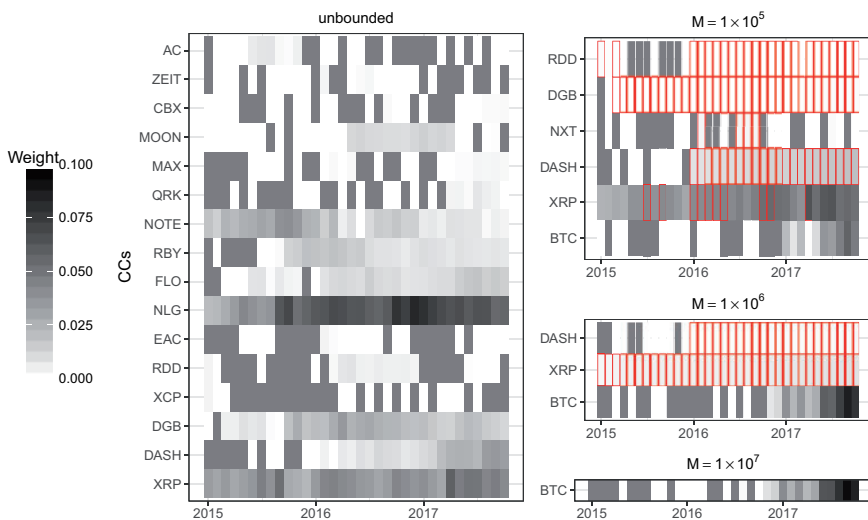 unbounded
AC
ZEIT
CBX
MOON
MAX
QRK
NOTE
RBY
FLO
NLG
EAC
RDD
XCP
DGB
DASH
XRP
2015 2016 2017
CCs
Weight
0.100
0.075
0.050
0.025
0.000
M = 1 × 10^5
RDD
DGB
NXT
DASH
XRP
BTC
2015 2016 2017
M = 1 × 10^6
DASH
XRP
BTC
2015 2016 2017
M = 1 × 10^7
BTC
2015 2016 2017